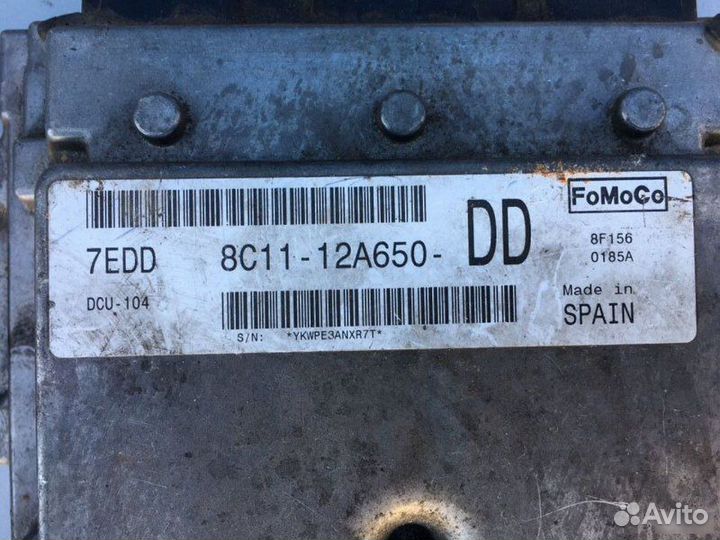 FoMoCo
7EDD 8C11-12A650- DD
8F156
0185A
DCU-104
Made in
SPAIN
S/N: *YKWPE3ANXR7T*
Avito